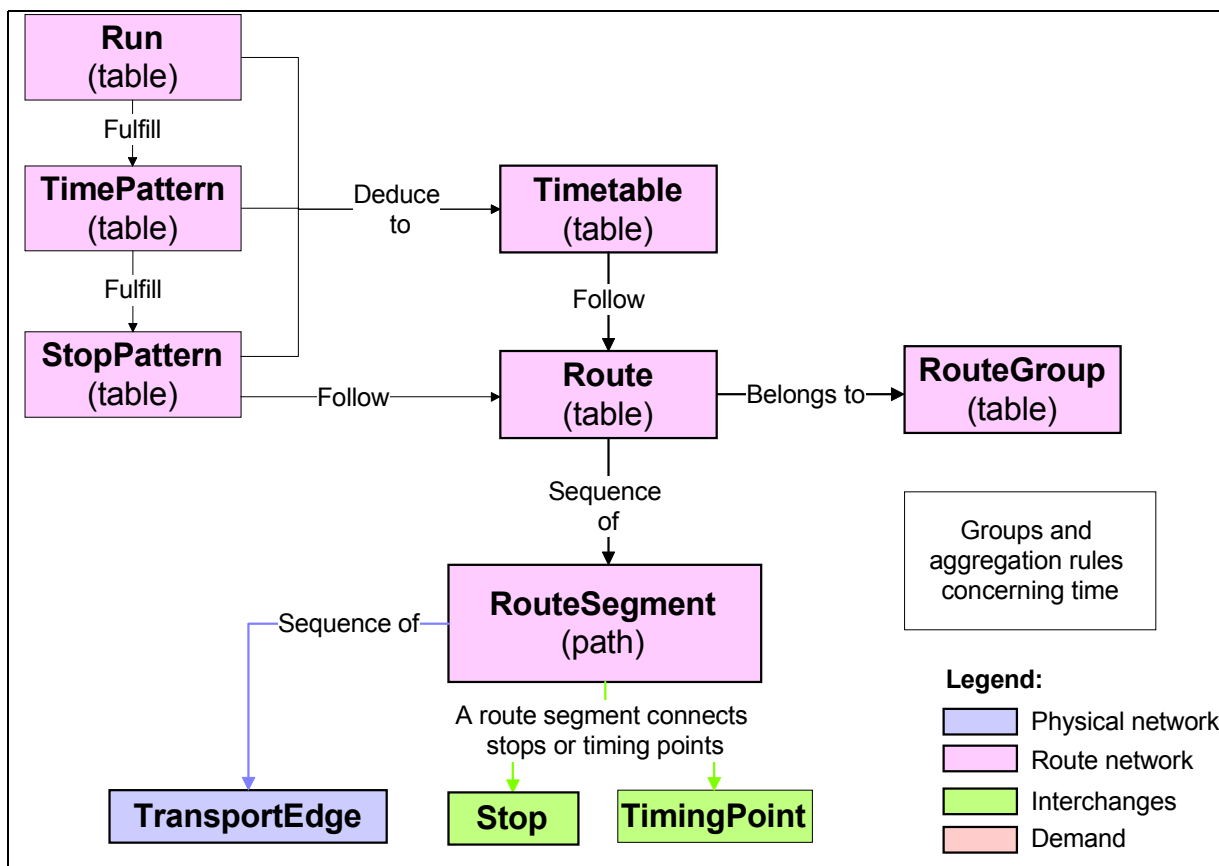 Run
(table)
Fulfill
TimePattern
(table)
Deduce
to
Timetable
(table)
Fulfill
Follow
StopPattern
(table)
Follow
Route
(table)
Belongs to
RouteGroup
(table)
Sequence
of
Groups and
aggregation rules
concerning time
Sequence of
RouteSegment
(path)
A route segment connects
stops or timing points
TransportEdge
Stop
TimingPoint
Legend:
Physical network
Route network
Interchanges
Demand